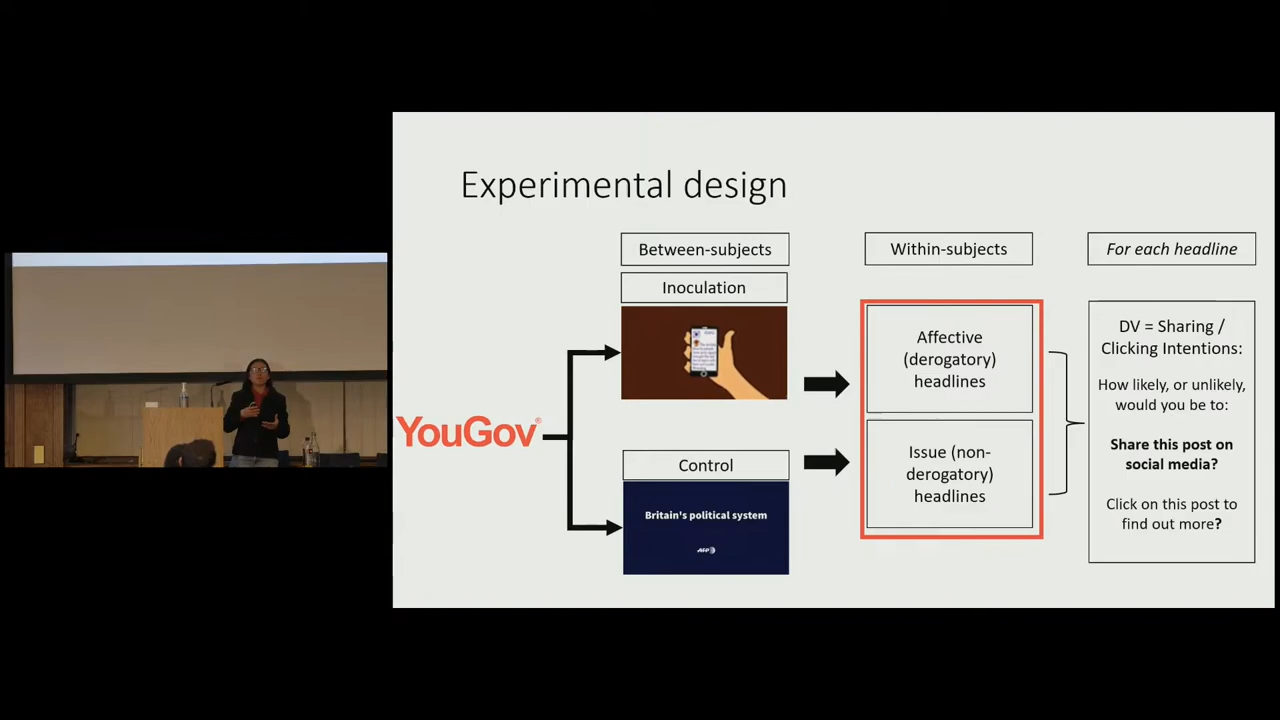 Experimental design
Between-subjects
Inoculation
YouGov®
Control
Britain's political system
AFP
Within-subjects
Affective
(derogatory)
headlines
Issue (non-
derogatory)
headlines
For each headline
DV = Sharing /
Clicking Intentions:
How likely, or unlikely,
would you be to:
Share this post on
social media?
Click on this post to
find out more?